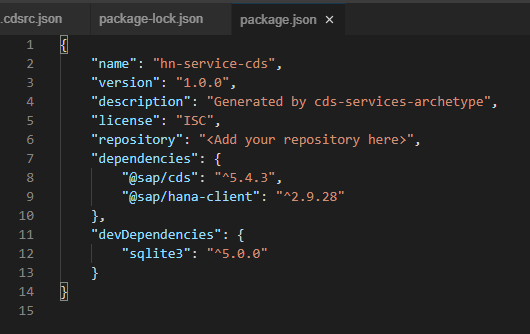 .cdsrc.json package-lock.json package.json ×
1 {
2 "name": "hn-service-cds",
3 "version": "1.0.0",
4 "description": "Generated by cds-services-archetype",
5 "license": "ISC",
6 "repository": "<Add your repository here>",
7 "dependencies": {
8 "@sap/cds": "^5.4.3",
9 "@sap/hana-client": "^2.9.28"
10 },
11 "devDependencies": {
12 "sqlite3": "^5.0.0"
13 }
14 }
15